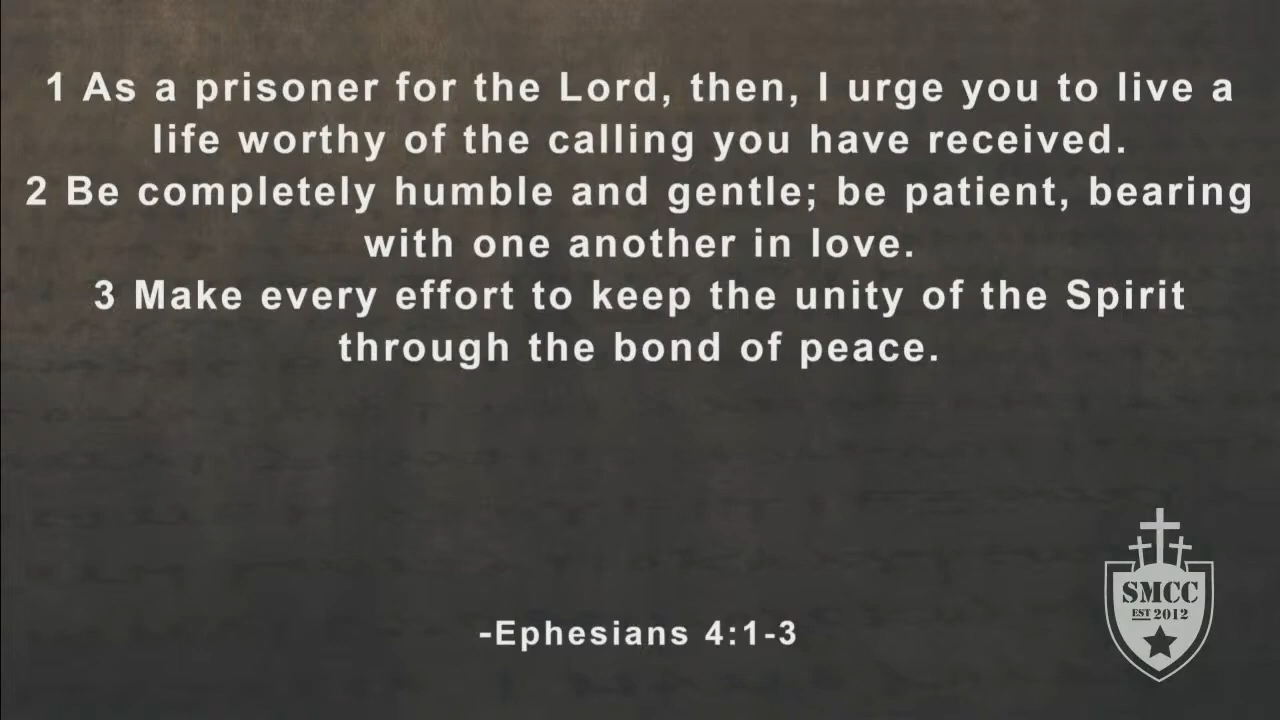 1 As a prisoner for the Lord, then, I urge you to live a
life worthy of the calling you have received.
2 Be completely humble and gentle; be patient, bearing
with one another in love.
3 Make every effort to keep the unity of the Spirit
through the bond of peace.
-Ephesians 4:1-3
SMCC
EST 2012